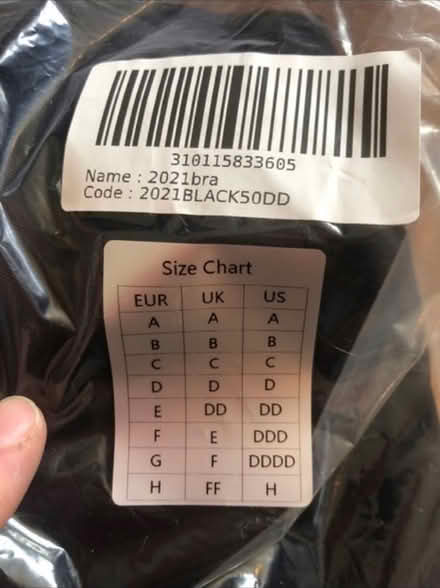 310115833605
Name : 2021bra
Code : 2021BLACK50DD
Size Chart
EUR UK US
A A A
B B B
C C C
D D D
E DD DD
F E DDD
G F DDDD
H FF H